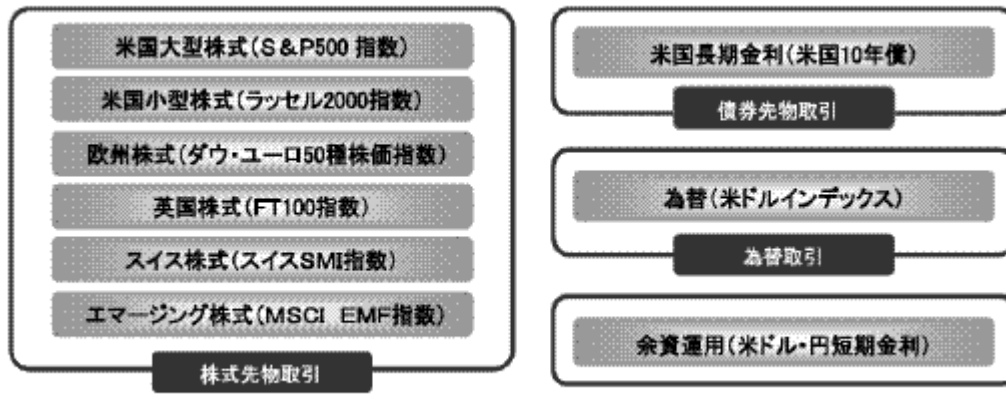 米国大型株式(S&P500 指数)
米国小型株式(ラッセル2000指数)
欧州株式(ダウ・ユーロ50種株価指数)
英国株式(FT100指数)
スイス株式(スイスSMI指数)
エマージング株式(MSCI EMF指数)
株式先物取引
米国長期金利(米国10年債)
債券先物取引
為替(米ドルインデックス)
為替取引
余資運用(米ドル・円短期金利)